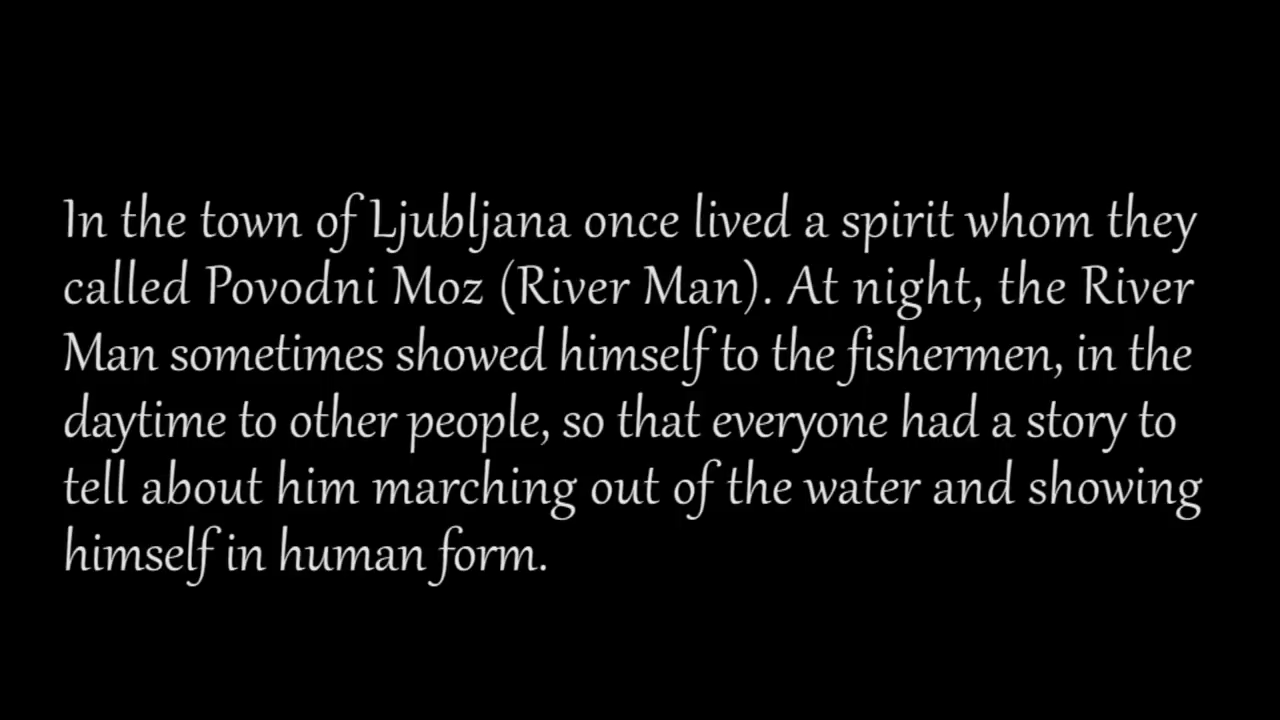 In the town of Ljubljana once lived a spirit whom they
called Povodni Moz (River Man). At night, the River
Man sometimes showed himself to the fishermen, in the
daytime to other people, so that everyone had a story to
tell about him marching out of the water and showing
himself in human form.